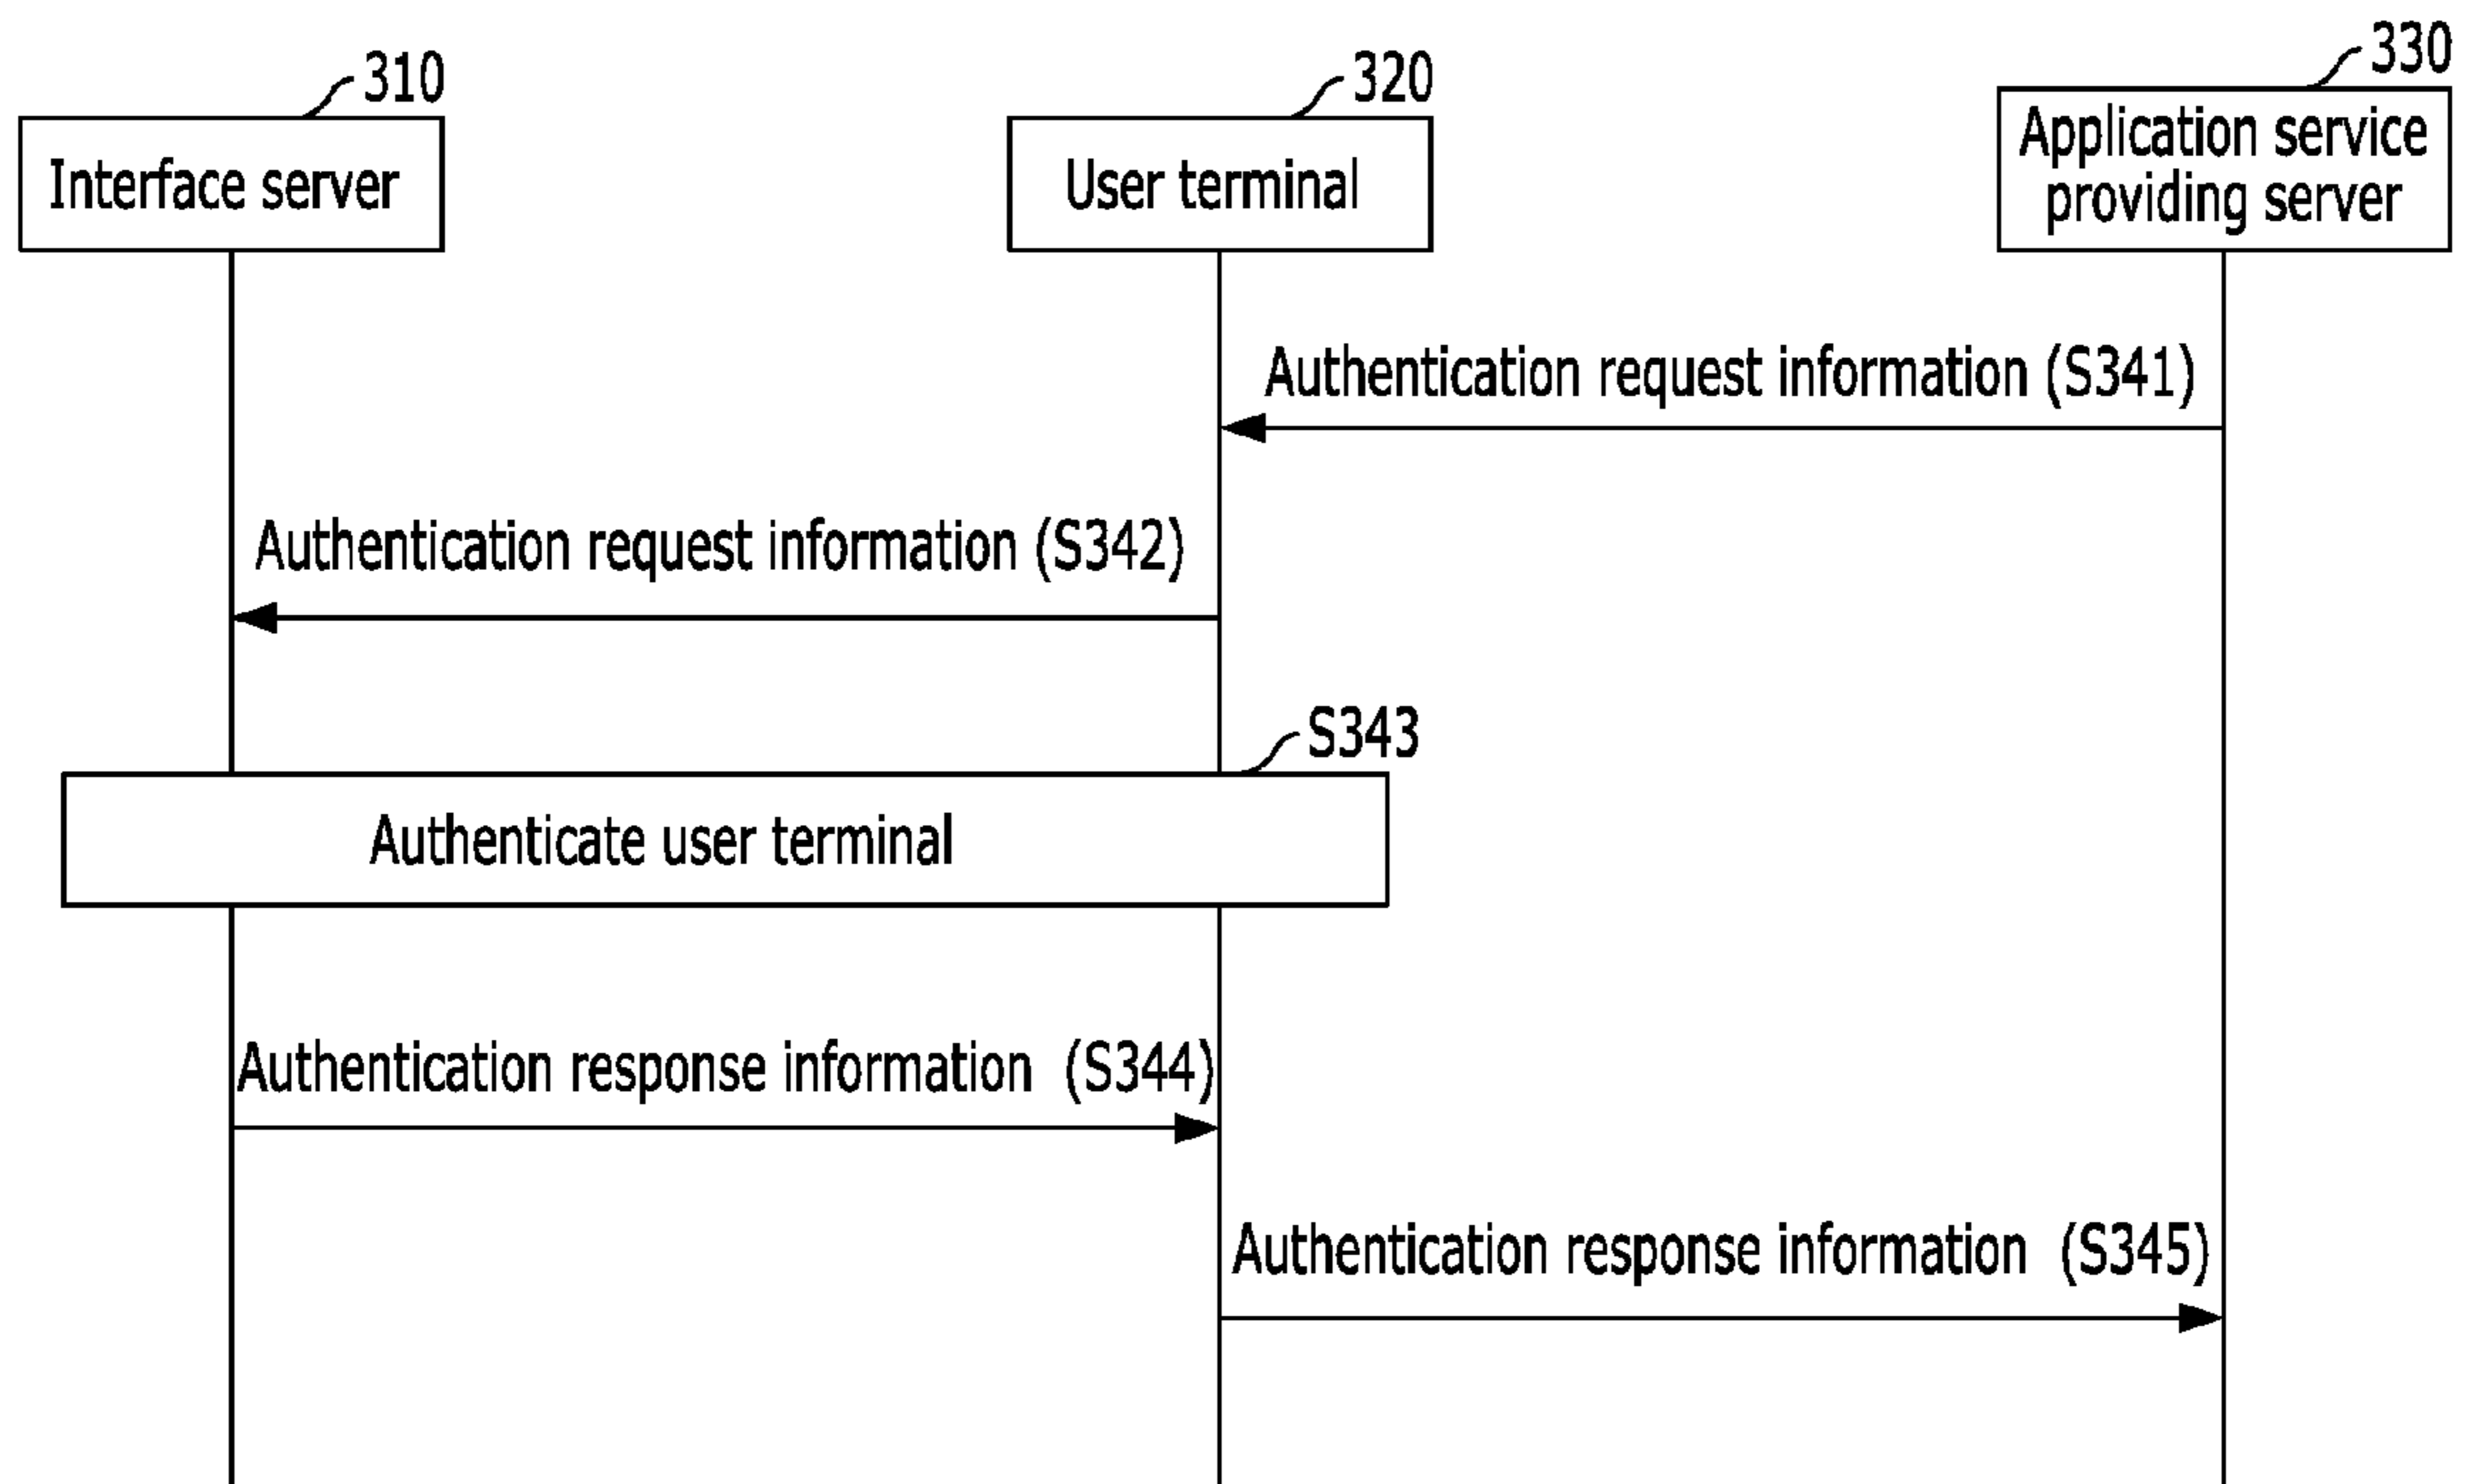 310
320
330
Interface server
User terminal
Application service
providing server
Authentication request information (S341)
Authentication request information (S342)
S343
Authenticate user terminal
Authentication response information (S344)
Authentication response information (S345)